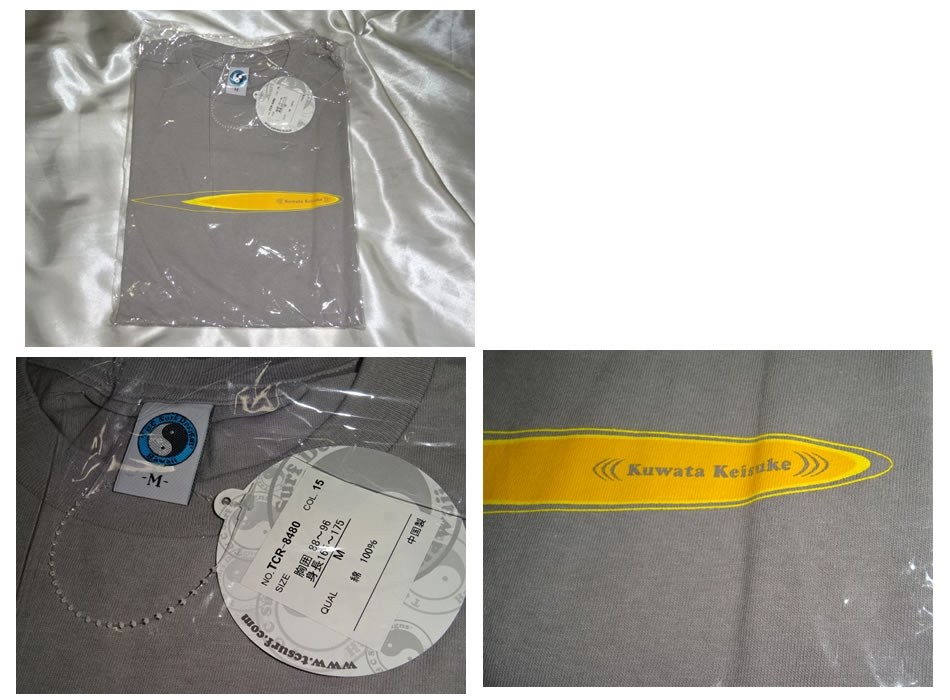 Kuwata Keisuke
-M-
NO.TCR-8480 COL. 15
SIZE 胸囲 88～96
身長165～175
M
QUAL 綿 100%
中国製
www.tcsurf.com
Kuwata Keisuke